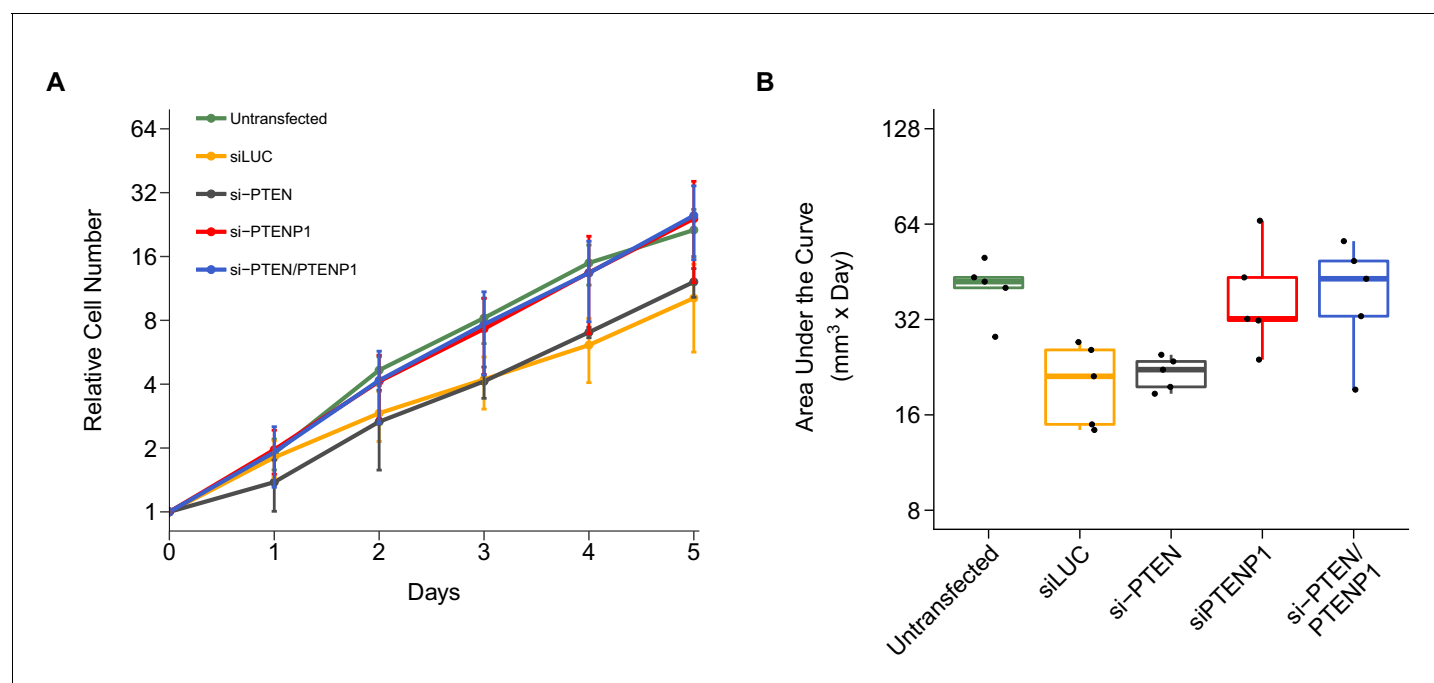 A
Relative Cell Number
64
32
16
8
4
2
1
0
1
2
3
4
5
Days
Untransfected
siLUC
si−PTEN
si−PTENP1
si−PTEN/PTENP1
B
Area Under the Curve
(mm³ x Day)
128
64
32
16
8
Untransfected
siLUC
si−PTEN
siPTENP1
si−PTEN/
PTENP1